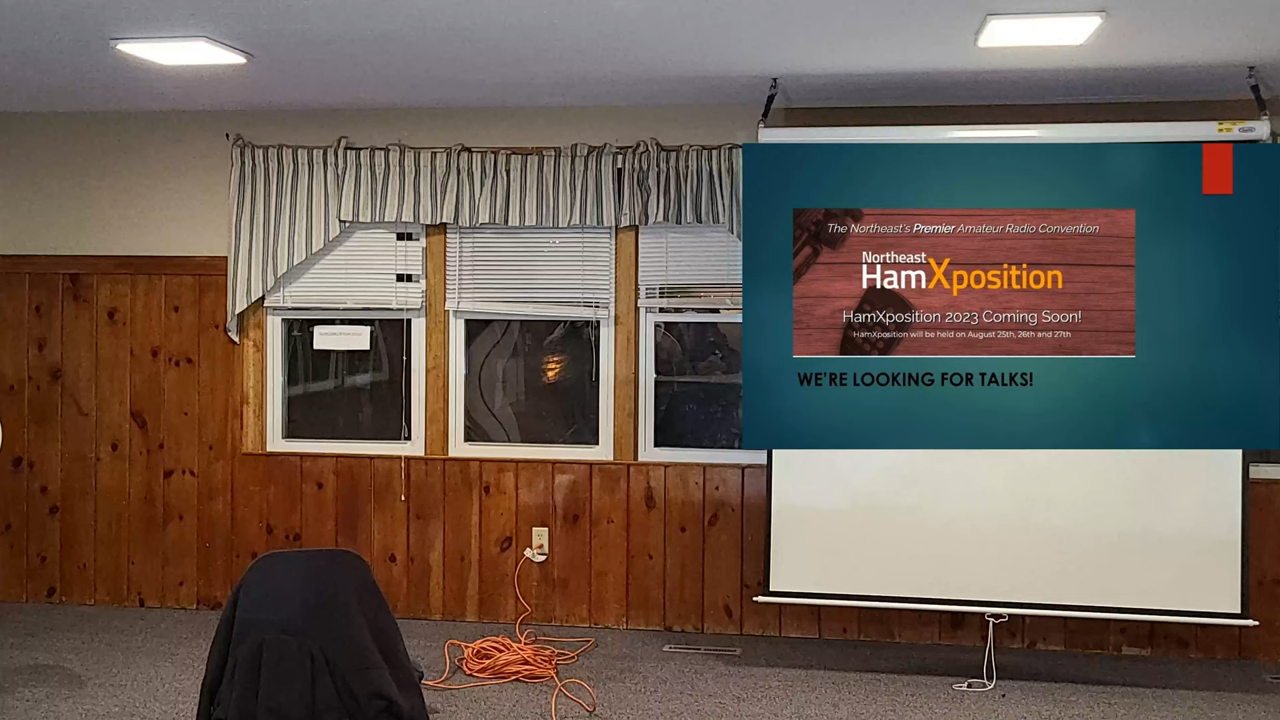 The Northeast's Premier Amateur Radio Convention
Northeast
HamXposition
HamXposition 2023 Coming Soon!
HamXposition will be held on August 25th, 26th and 27th
WE'RE LOOKING FOR TALKS!